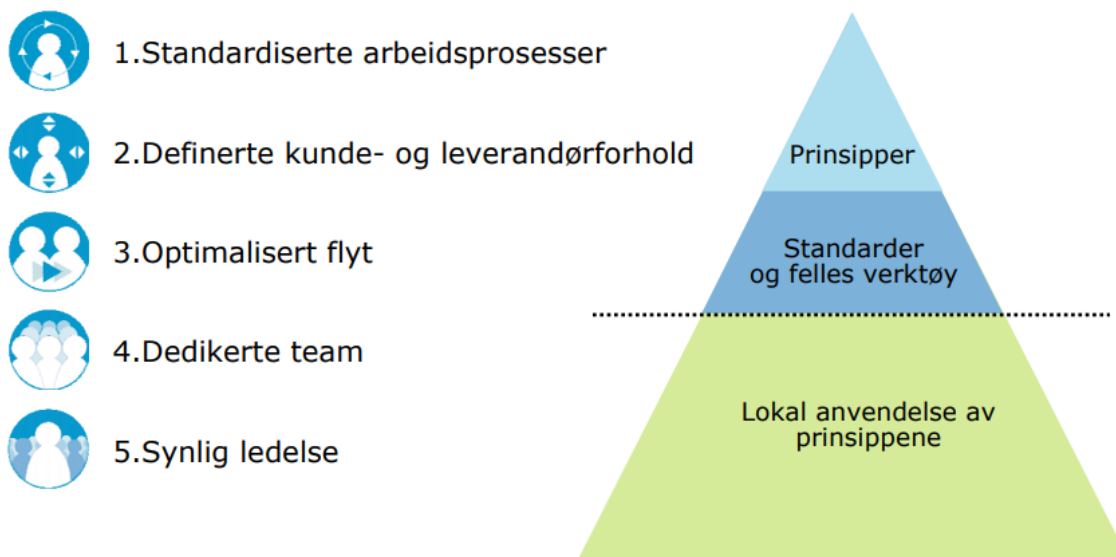 1.Standardiserte arbeidsprosesser
2.Definerte kunde- og leverandørforhold
3.Optimalisert flyt
4.Dedikerte team
5.Synlig ledelse
Prinsipper
Standarder
og felles verktøy
Lokal anvendelse av
prinsippene